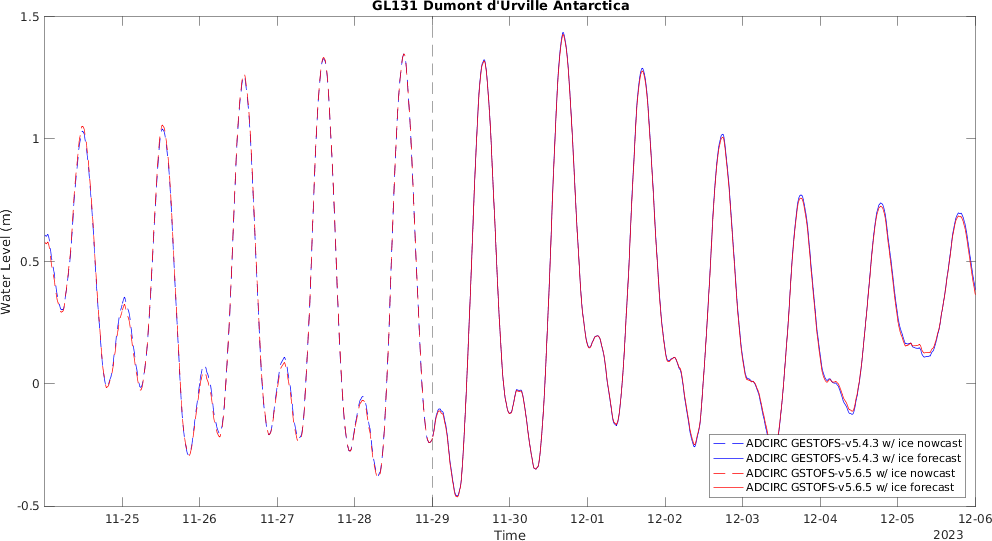 GL131 Dumont d'Urville Antarctica
1.5
1
0.5
0
-0.5
Water Level (m)
11-25 11-26 11-27 11-28 11-29 11-30 12-01 12-02 12-03 12-04 12-05 12-06
Time
2023
ADCIRC GESTOFS-v5.4.3 w/ ice nowcast
ADCIRC GESTOFS-v5.4.3 w/ ice forecast
ADCIRC GSTOFS-v5.6.5 w/ ice nowcast
ADCIRC GSTOFS-v5.6.5 w/ ice forecast